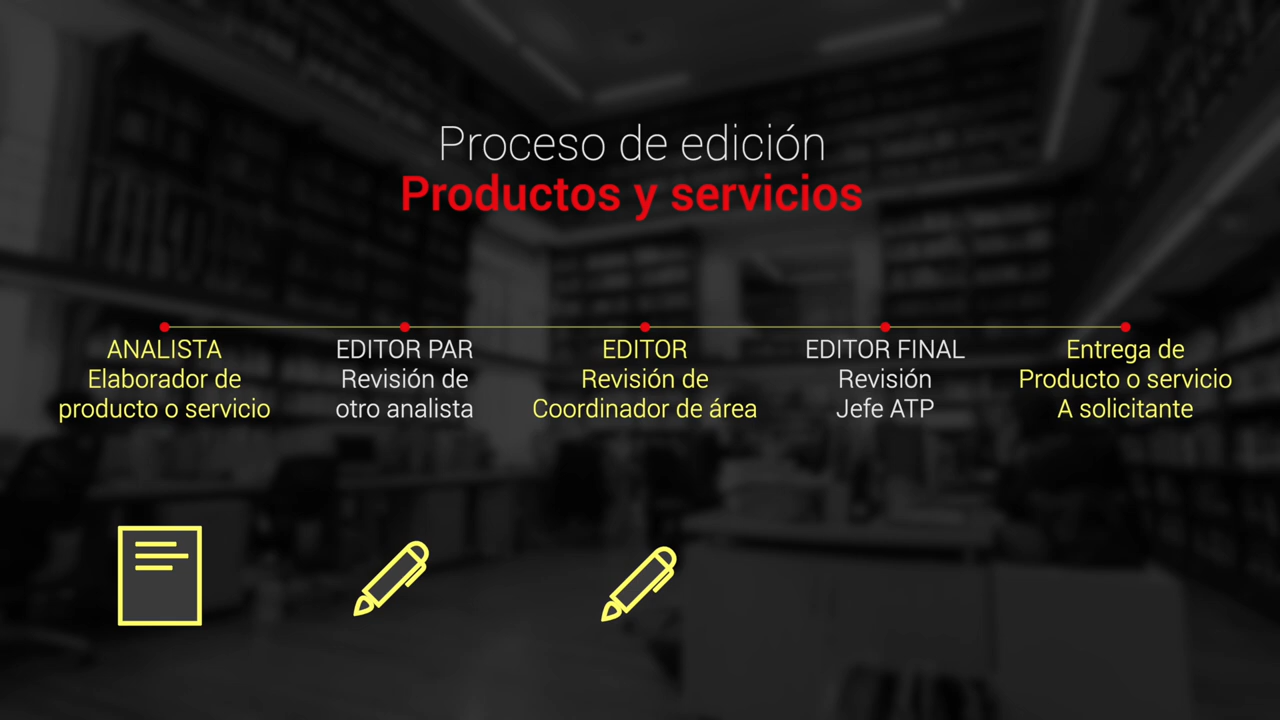 Proceso de edición
Productos y servicios
ANALISTA
Elaborador de
producto o servicio
EDITOR PAR
Revisión de
otro analista
EDITOR
Revisión de
Coordinador de área
EDITOR FINAL
Revisión
Jefe ATP
Entrega de
Producto o servicio
A solicitante